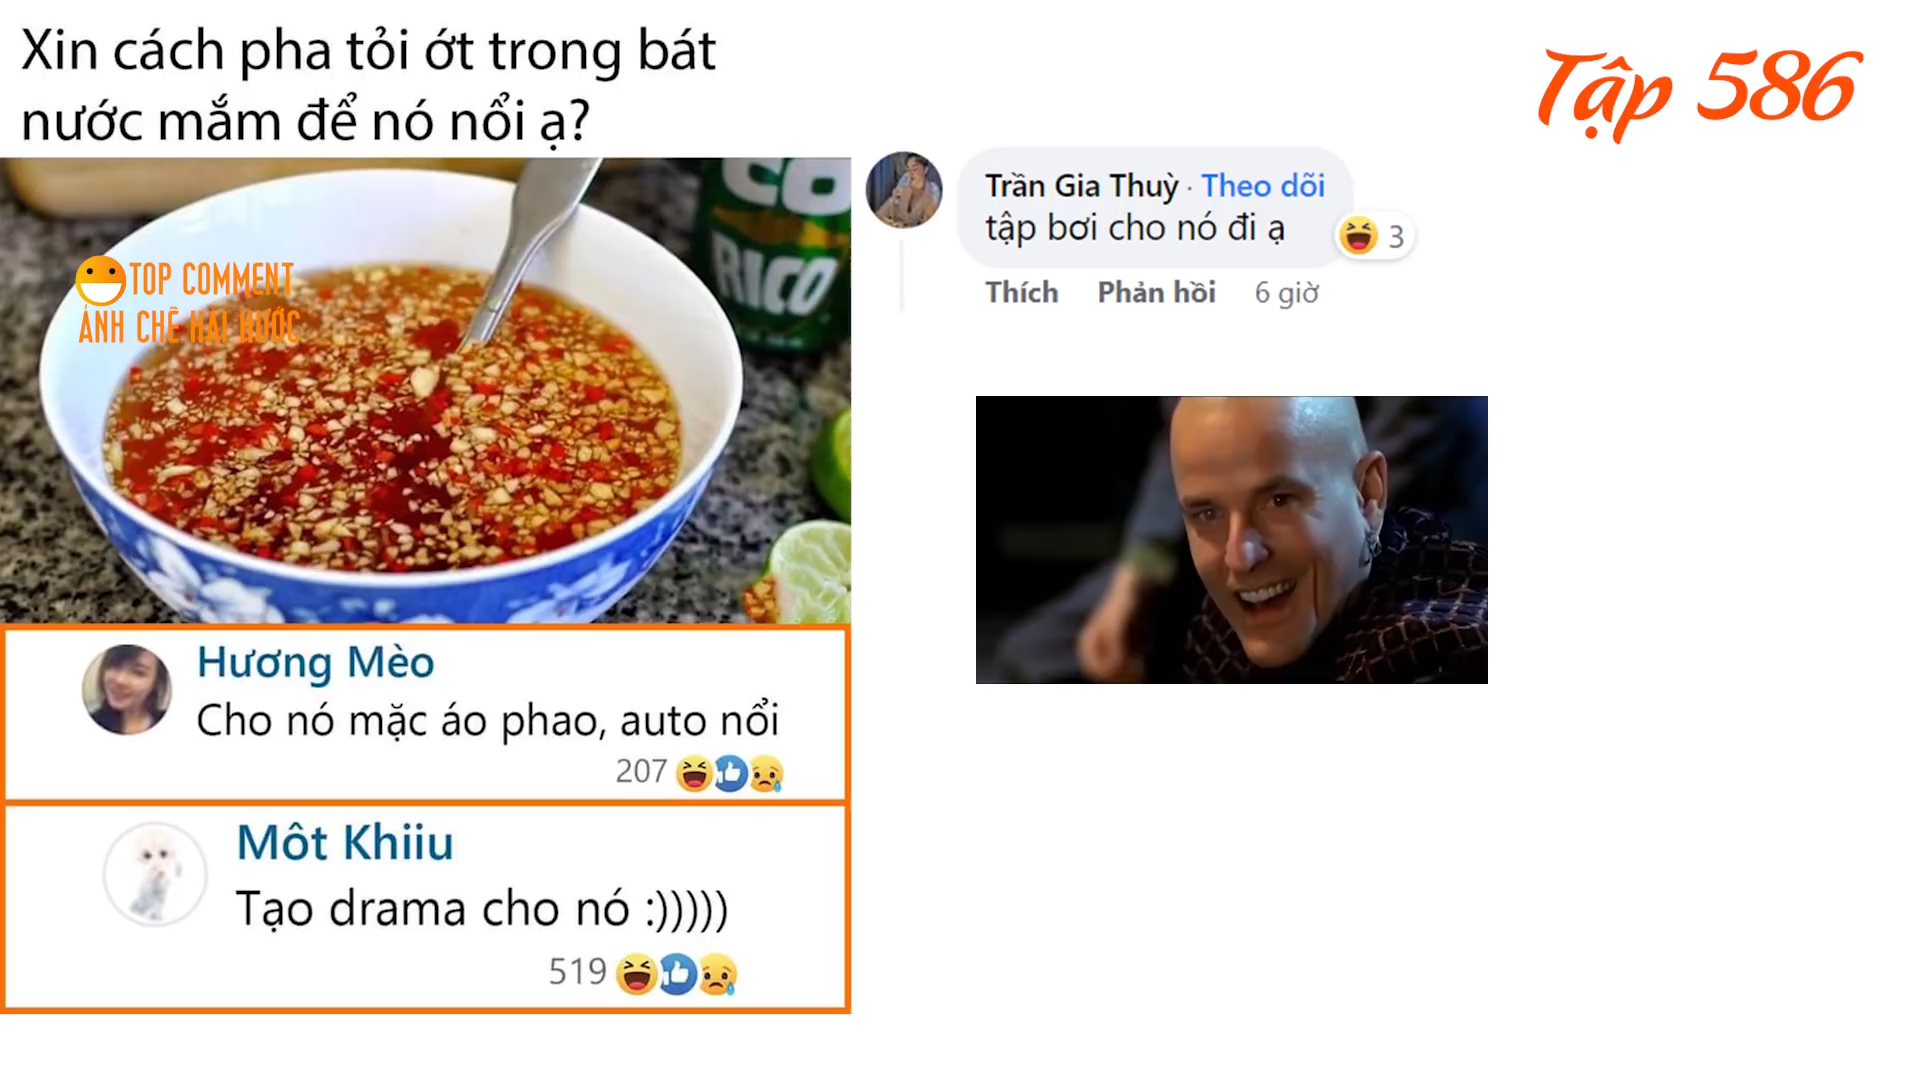 Xin cách pha tỏi ớt trong bát
nước mắm để nó nổi ạ?
Tập 586
CO
RICO
TOP COMMENT
ẢNH CHẾ HÀI HƯỚC
Trần Gia Thuỳ · Theo dõi
tập bơi cho nó đi ạ
3
Thích Phản hồi 6 giờ
Hương Mèo
Cho nó mặc áo phao, auto nổi
207
Môt Khiiu
Tạo drama cho nó :)))))
519